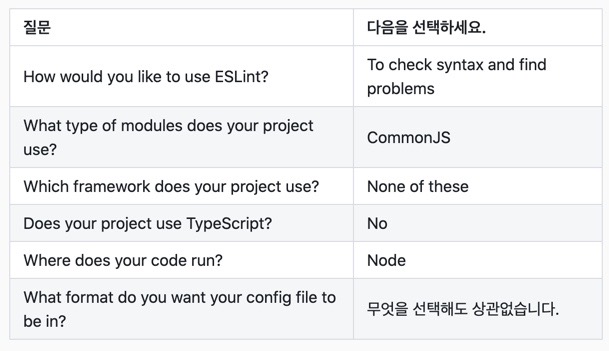 질문 다음을 선택하세요.
How would you like to use ESLint? To check syntax and find
problems
What type of modules does your project
use? CommonJS
Which framework does your project use? None of these
Does your project use TypeScript? No
Where does your code run? Node
What format do you want your config file to
be in? 무엇을 선택해도 상관없습니다.